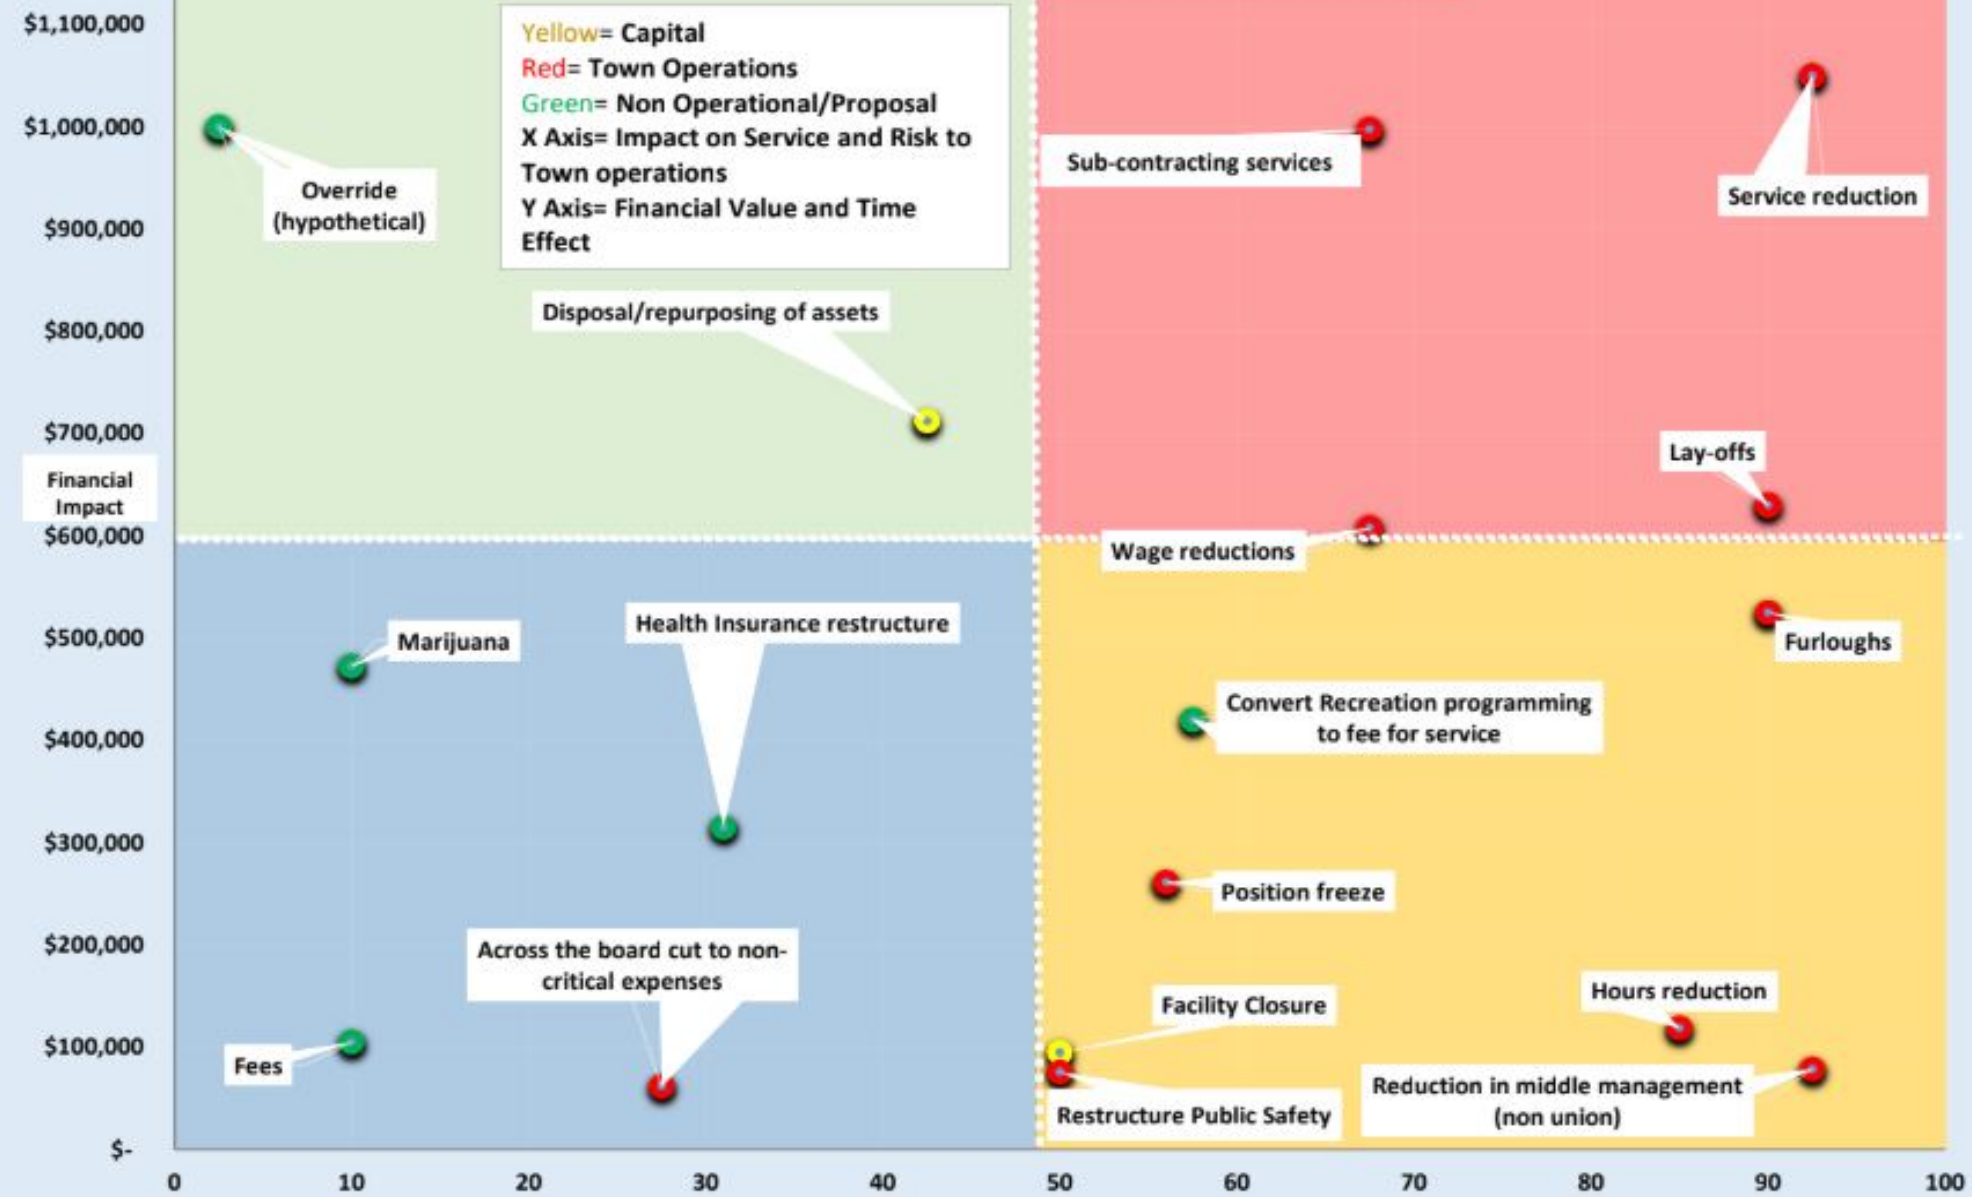 $1,100,000
Yellow= Capital
Red= Town Operations
Green= Non Operational/Proposal
X Axis= Impact on Service and Risk to
Town operations
Y Axis= Financial Value and Time
Effect
$1,000,000
Sub-contracting services
Override
(hypothetical)
Service reduction
$900,000
Disposal/repurposing of assets
$800,000
$700,000
Lay-offs
Financial
Impact
$600,000
Wage reductions
$500,000
Marijuana
Health Insurance restructure
Furloughs
Convert Recreation programming
to fee for service
$400,000
$300,000
Position freeze
$200,000
Across the board cut to non-
critical expenses
Hours reduction
Facility Closure
$100,000
Fees
Reduction in middle management
(non union)
Restructure Public Safety
$-
0 10 20 30 40 50 60 70 80 90 100